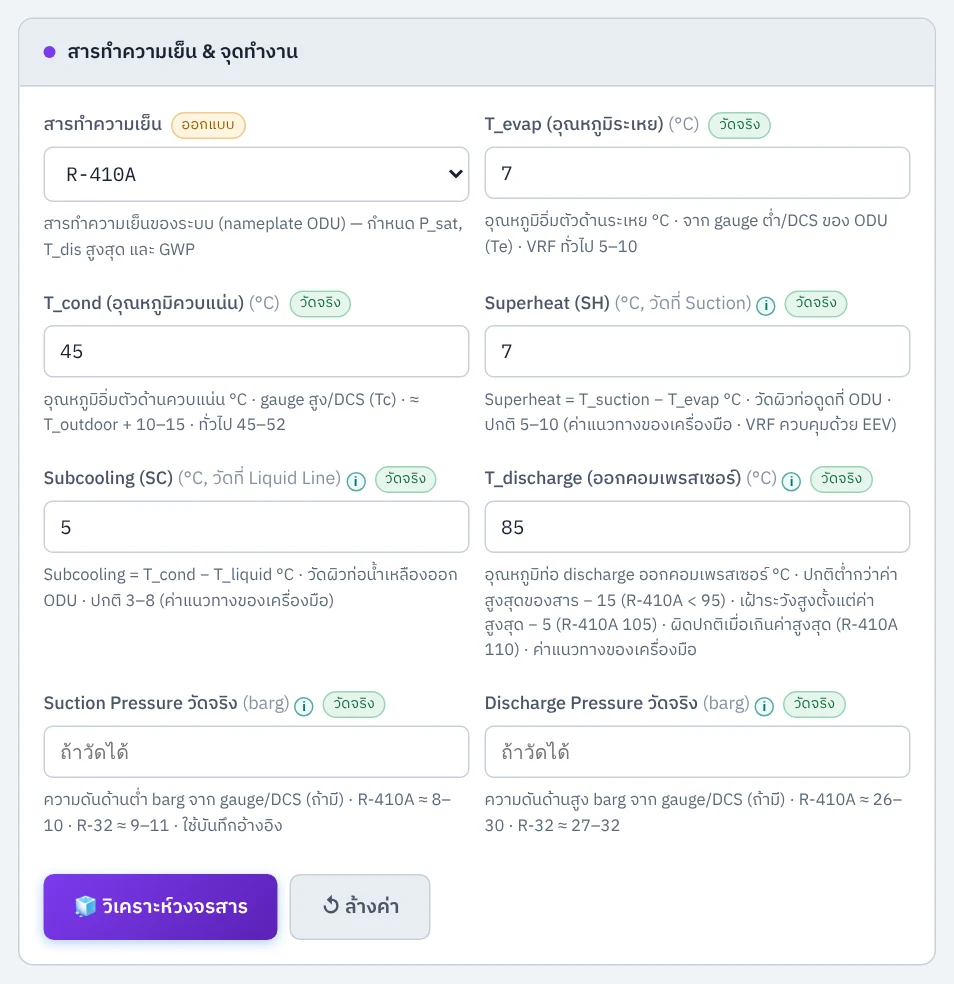 สารทำความเย็น & จุดทำงาน
สารทำความเย็น ออกแบบ
R-410A
สารทำความเย็นของระบบ (nameplate ODU) — กำหนด P_sat,
T_dis สูงสุด และ GWP
T_evap (อุณหภูมิระเหย) (°C) วัดจริง
7
อุณหภูมิอิ่มตัวด้านระเหย °C · จาก gauge ต่ำ/DCS ของ ODU
(Te) · VRF ทั่วไป 5–10
T_cond (อุณหภูมิควบแน่น) (°C) วัดจริง
45
อุณหภูมิอิ่มตัวด้านควบแน่น °C · gauge สูง/DCS (Tc) · ≈
T_outdoor + 10–15 · ทั่วไป 45–52
Superheat (SH) (°C, วัดที่ Suction) i วัดจริง
7
Superheat = T_suction − T_evap °C · วัดผิวท่อดูดที่ ODU ·
ปกติ 5–10 (ค่าแนวทางของเครื่องมือ · VRF ควบคุมด้วย EEV)
Subcooling (SC) (°C, วัดที่ Liquid Line) i วัดจริง
5
Subcooling = T_cond − T_liquid °C · วัดผิวท่อน้ำเหลืองออก
ODU · ปกติ 3–8 (ค่าแนวทางของเครื่องมือ)
T_discharge (ออกคอมเพรสเซอร์) (°C) i วัดจริง
85
อุณหภูมิท่อ discharge ออกคอมเพรสเซอร์ °C · ปกติต่ำกว่าค่า
สูงสุดของสาร − 15 (R-410A < 95) · เฝ้าระวังสูงตั้งแต่ค่า
สูงสุด − 5 (R-410A 105) · ผิดปกติเมื่อเกินค่าสูงสุด (R-410A
110) · ค่าแนวทางของเครื่องมือ
Suction Pressure วัดจริง (barg) i วัดจริง
ถ้าวัดได้
ความดันด้านต่ำ barg จาก gauge/DCS (ถ้ามี) · R-410A ≈ 8–
10 · R-32 ≈ 9–11 · ใช้บันทึกอ้างอิง
Discharge Pressure วัดจริง (barg) i วัดจริง
ถ้าวัดได้
ความดันด้านสูง barg จาก gauge/DCS (ถ้ามี) · R-410A ≈ 26–
30 · R-32 ≈ 27–32
🧊 วิเคราะห์วงจรสาร
↺ ล้างค่า